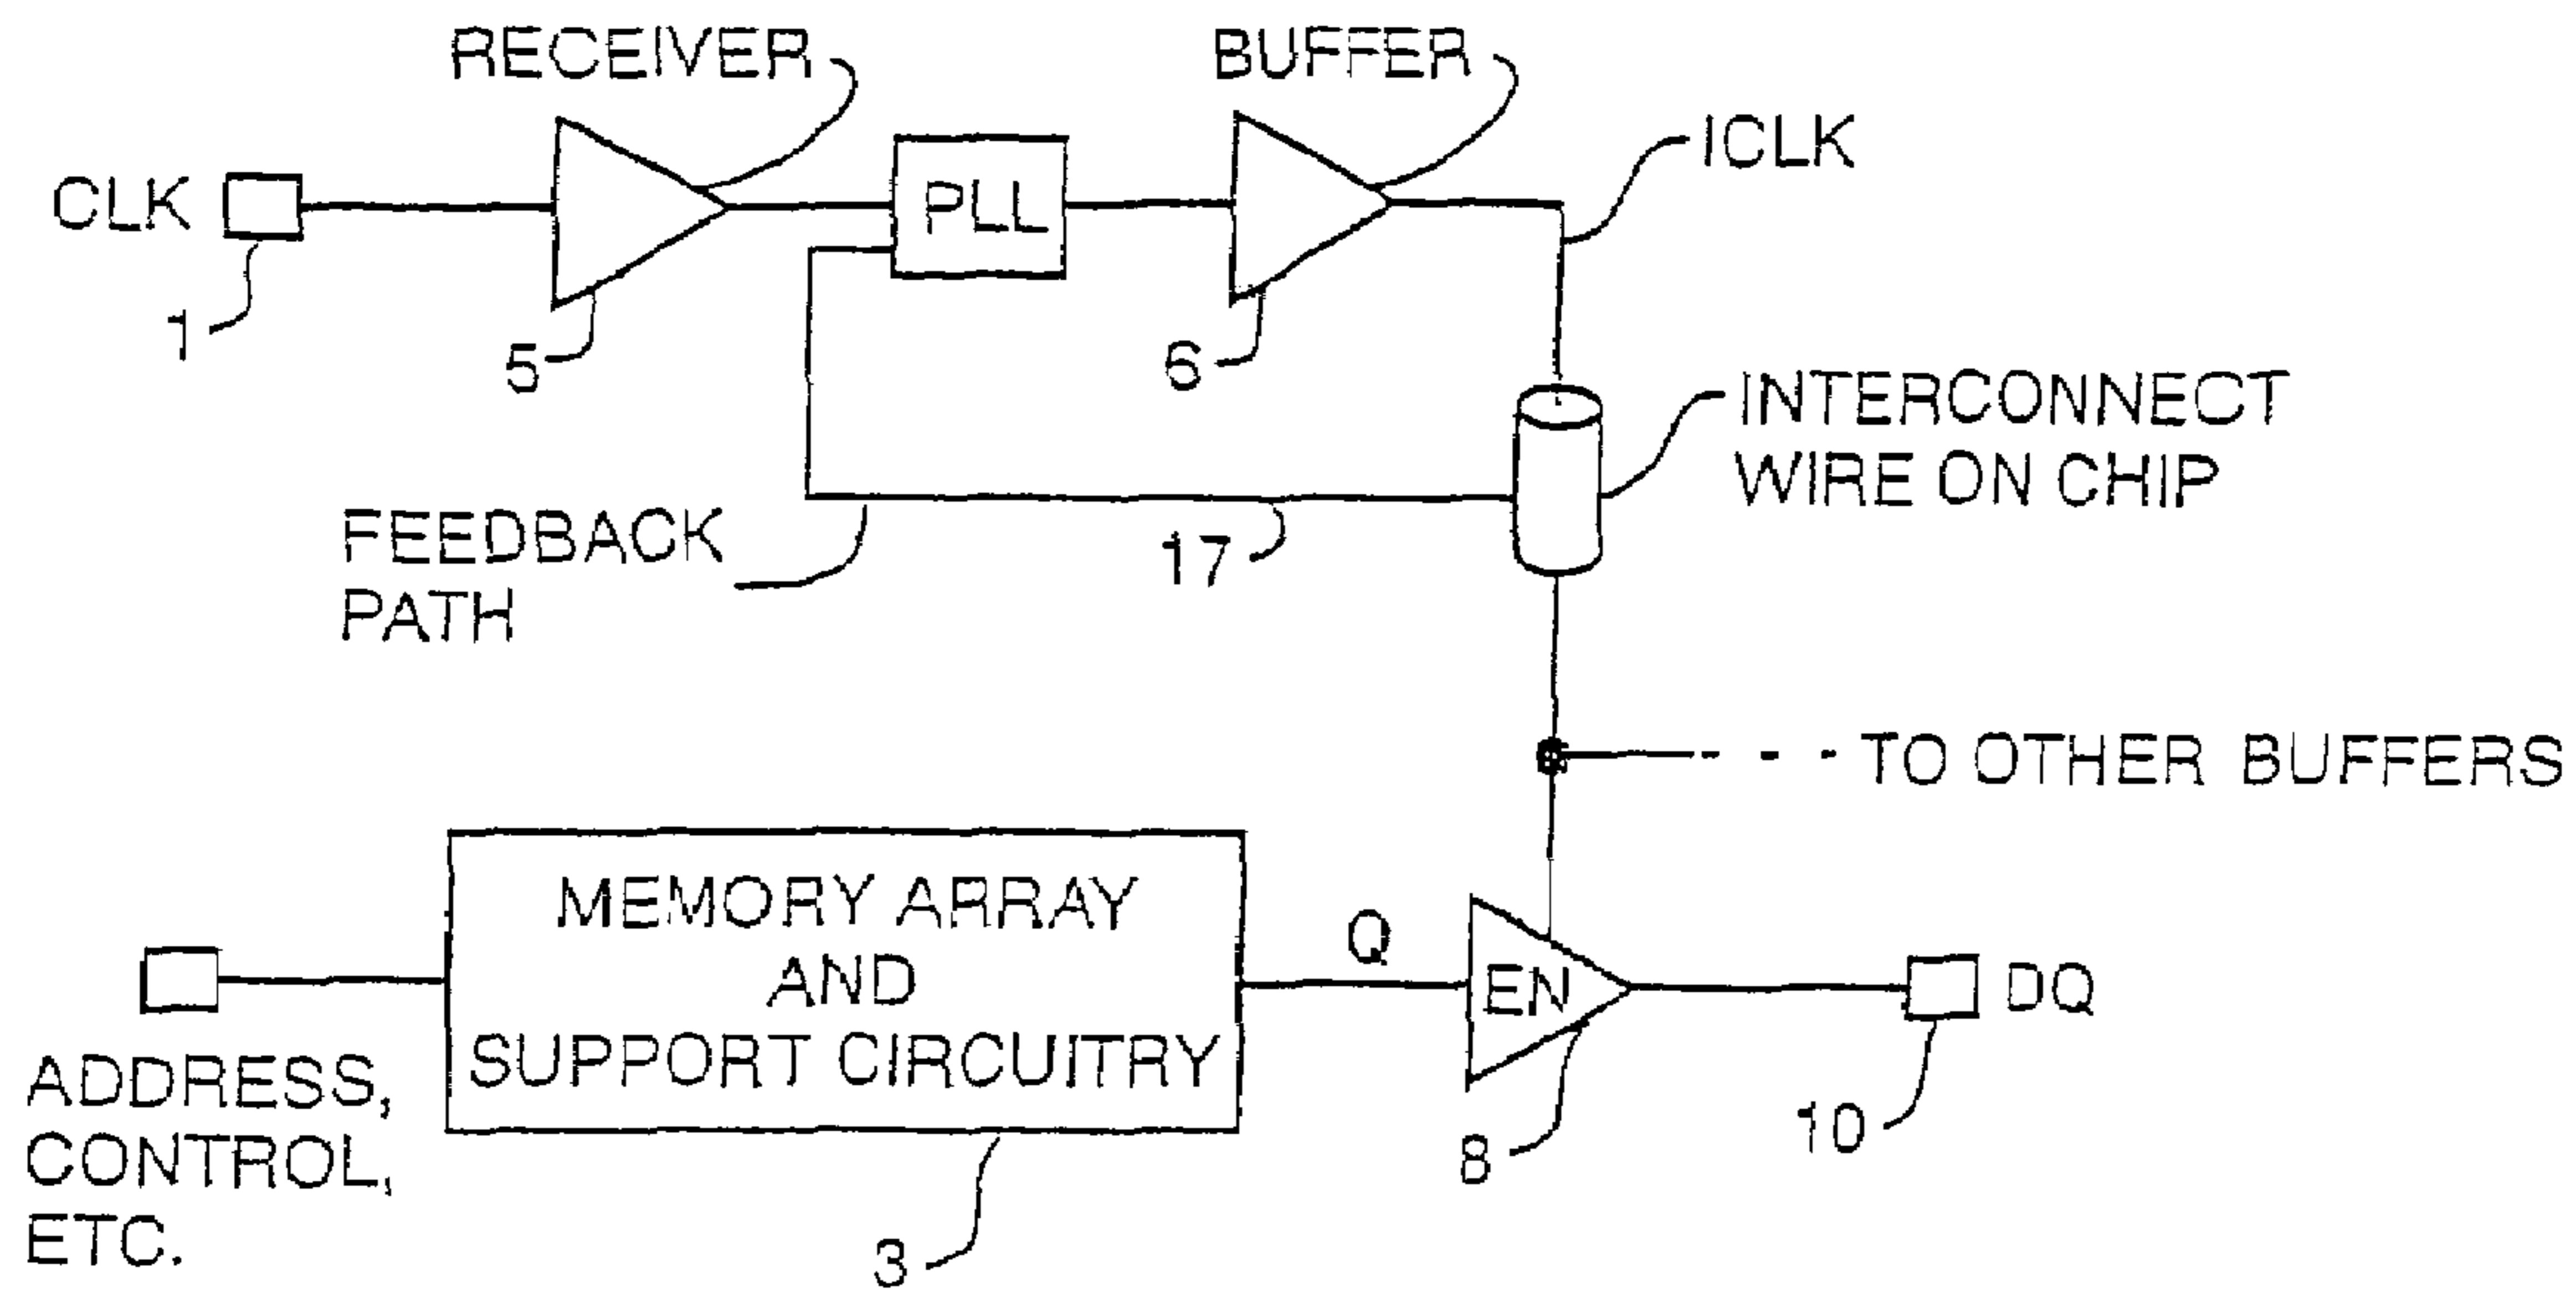 RECEIVER
BUFFER
ICLK
CLK
PLL
1
5
6
INTERCONNECT
WIRE ON CHIP
FEEDBACK
PATH
17
TO OTHER BUFFERS
MEMORY ARRAY
AND
SUPPORT CIRCUITRY
Q
EN
DQ
ADDRESS,
CONTROL,
ETC.
8
10
3